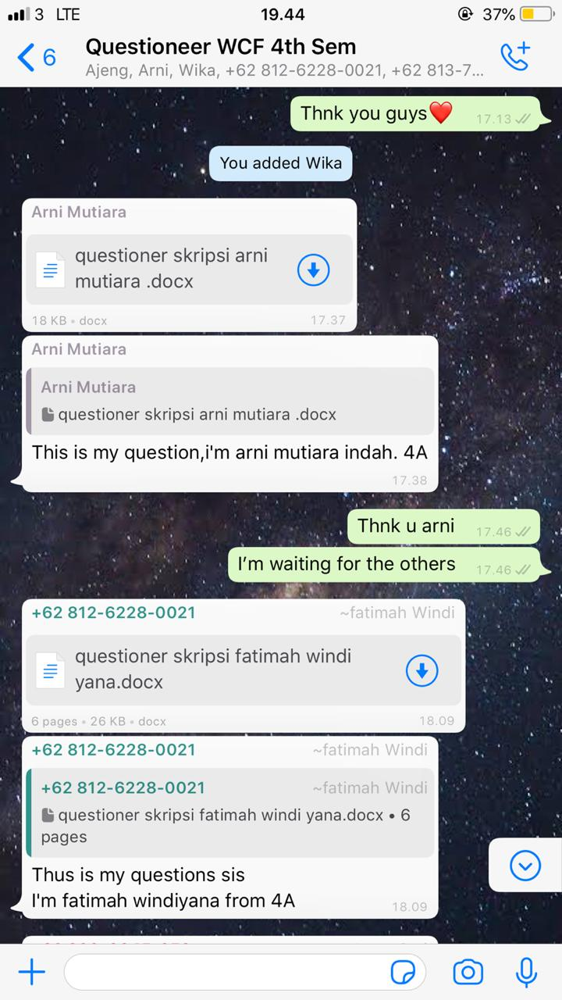 3 LTE 19.44 37%
6 Questioneer WCF 4th Sem
Ajeng, Arni, Wika, +62 812-6228-0021, +62 813-7...
Thnk you guys❤️ 17.13
You added Wika
Arni Mutiara
questioner skripsi arni
mutiara .docx
18 KB • docx 17.37
Arni Mutiara
Arni Mutiara
questioner skripsi arni mutiara .docx
This is my question,i'm arni mutiara indah. 4A
17.38
Thnk u arni 17.46
I'm waiting for the others 17.46
+62 812-6228-0021 ~fatimah Windi
questioner skripsi fatimah windi
yana.docx
6 pages • 26 KB • docx 18.09
+62 812-6228-0021 ~fatimah Windi
+62 812-6228-0021 ~fatimah Windi
questioner skripsi fatimah windi yana.docx • 6
pages
Thus is my questions sis
I'm fatimah windiyana from 4A
18.09